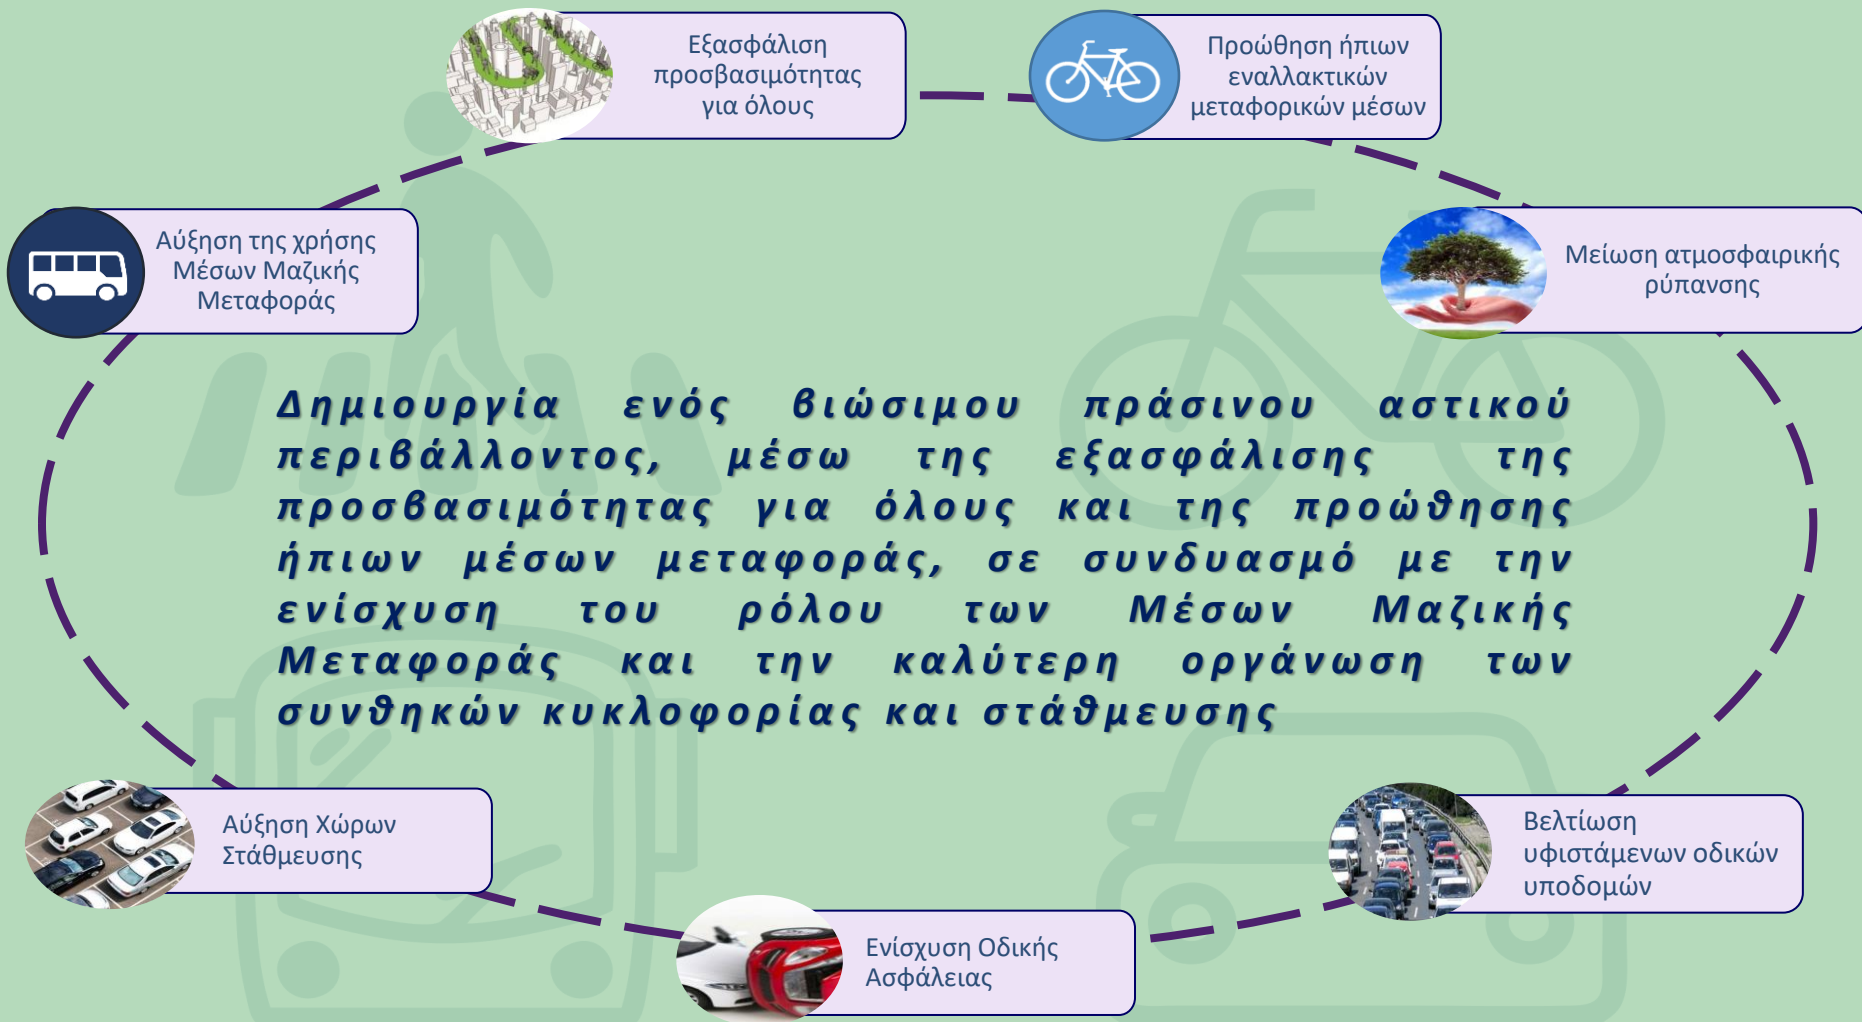 Εξασφάλιση
προσβασιμότητας
για όλους
Προώθηση ήπιων
εναλλακτικών
μεταφορικών μέσων
Αύξηση της χρήσης
Μέσων Μαζικής
Μεταφοράς
Μείωση ατμοσφαιρικής
ρύπανσης
Δημιουργία ενός βιώσιμου πράσινου αστικού
περιβάλλοντος, μέσω της εξασφάλισης της
προσβασιμότητας για όλους και της προώθησης
ήπιων μέσων μεταφοράς, σε συνδυασμό με την
ενίσχυση του ρόλου των Μέσων Μαζικής
Μεταφοράς και την καλύτερη οργάνωση των
συνθηκών κυκλοφορίας και στάθμευσης
Αύξηση Χώρων
Στάθμευσης
Βελτίωση
υφιστάμενων οδικών
υποδομών
Ενίσχυση Οδικής
Ασφάλειας